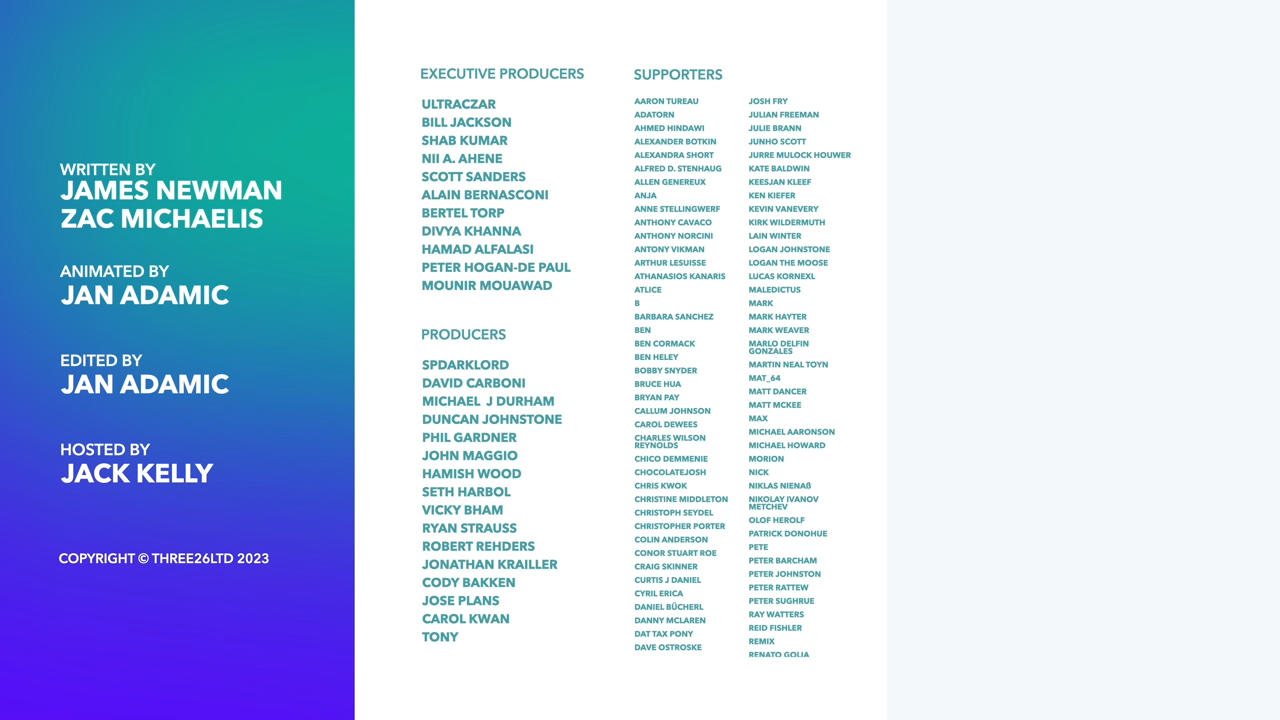 WRITTEN BY
JAMES NEWMAN
ZAC MICHAELIS
ANIMATED BY
JAN ADAMIC
EDITED BY
JAN ADAMIC
HOSTED BY
JACK KELLY
COPYRIGHT © THREE26LTD 2023
EXECUTIVE PRODUCERS
ULTRACZAR
BILL JACKSON
SHAB KUMAR
NII A. AHENE
SCOTT SANDERS
ALAIN BERNASCONI
BERTEL TORP
DIVYA KHANNA
HAMAD ALFALASI
PETER HOGAN-DE PAUL
MOUNIR MOUAWAD
PRODUCERS
SPDARKLORD
DAVID CARBONI
MICHAEL J DURHAM
DUNCAN JOHNSTONE
PHIL GARDNER
JOHN MAGGIO
HAMISH WOOD
SETH HARBOL
VICKY BHAM
RYAN STRAUSS
ROBERT REHDERS
JONATHAN KRAILLER
CODY BAKKEN
JOSE PLANS
CAROL KWAN
TONY
SUPPORTERS
AARON TUREAU
ADATORN
AHMED HINDAWI
ALEXANDER BOTKIN
ALEXANDRA SHORT
ALFRED D. STENHAUG
ALLEN GENEREUX
ANJA
ANNE STELLINGWERF
ANTHONY CAVACO
ANTHONY NORCINI
ANTONY VIKMAN
ARTHUR LESUISSE
ATHANASIOS KANARIS
ATLICE
B
BARBARA SANCHEZ
BEN
BEN CORMACK
BEN HELEY
BOBBY SNYDER
BRUCE HUA
BRYAN PAY
CALLUM JOHNSON
CAROL DEWEES
CHARLES WILSON
REYNOLDS
CHICO DEMMENIE
CHOCOLATEJOSH
CHRIS KWOK
CHRISTINE MIDDLETON
CHRISTOPH SEYDEL
CHRISTOPHER PORTER
COLIN ANDERSON
CONOR STUART ROE
CRAIG SKINNER
CURTIS J DANIEL
CYRIL ERICA
DANIEL BÜCHERL
DANNY MCLAREN
DAT TAX PONY
DAVE OSTROSKE
JOSH FRY
JULIAN FREEMAN
JULIE BRANN
JUNHO SCOTT
JURRE MULOCK HOUWER
KATE BALDWIN
KEESJAN KLEEF
KEN KIEFER
KEVIN VANEVERY
KIRK WILDERMUTH
LAIN WINTER
LOGAN JOHNSTONE
LOGAN THE MOOSE
LUCAS KORNEXL
MALEDICTUS
MARK
MARK HAYTER
MARK WEAVER
MARLO DELFIN
GONZALES
MARTIN NEAL TOYN
MAT_64
MATT DANCER
MATT MCKEE
MAX
MICHAEL AARONSON
MICHAEL HOWARD
MORION
NICK
NIKLAS NIENAß
NIKOLAY IVANOV
METCHEV
OLOF HEROLF
PATRICK DONOHUE
PETE
PETER BARCHAM
PETER JOHNSTON
PETER RATTEW
PETER SUGHRUE
RAY WATTERS
REID FISHLER
REMIX
RENATO GOLIA